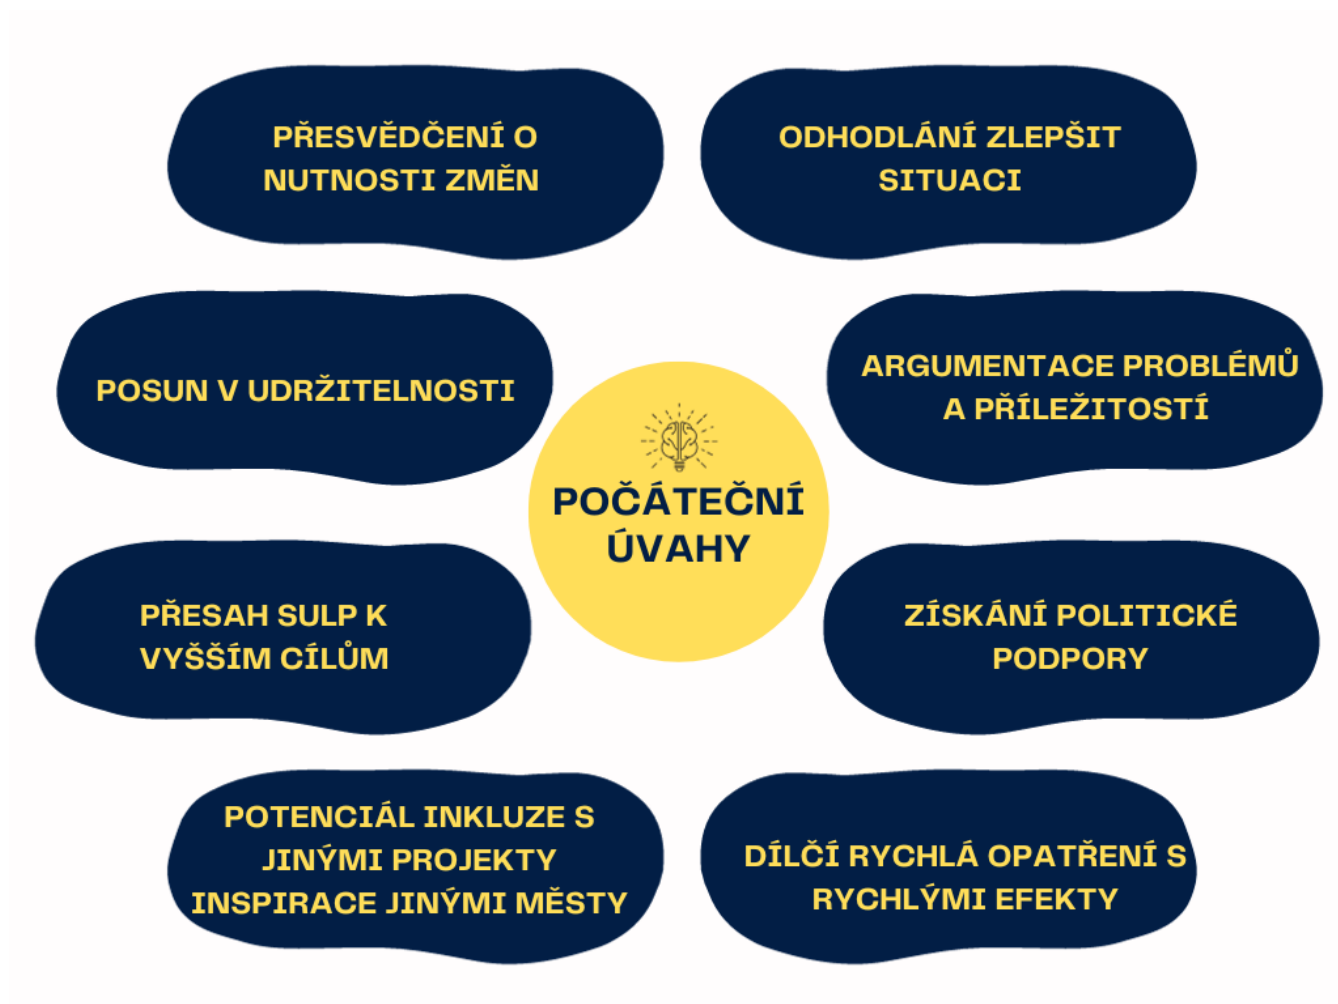 PŘESVĚDČENÍ O
NUTNOSTI ZMĚN
ODHODLÁNÍ ZLEPŠIT
SITUACI
POSUN V UDRŽITELNOSTI
ARGUMENTACE PROBLÉMŮ
A PŘÍLEŽITOSTÍ
POČÁTEČNÍ
ÚVAHY
PŘESAH SULP K
VYŠŠÍM CÍLŮM
ZÍSKÁNÍ POLITICKÉ
PODPORY
POTENCIÁL INKLUZE S
JINÝMI PROJEKTY
INSPIRACE JINÝMI MĚSTY
DÍLČÍ RYCHLÁ OPATŘENÍ S
RYCHLÝMI EFEKTY